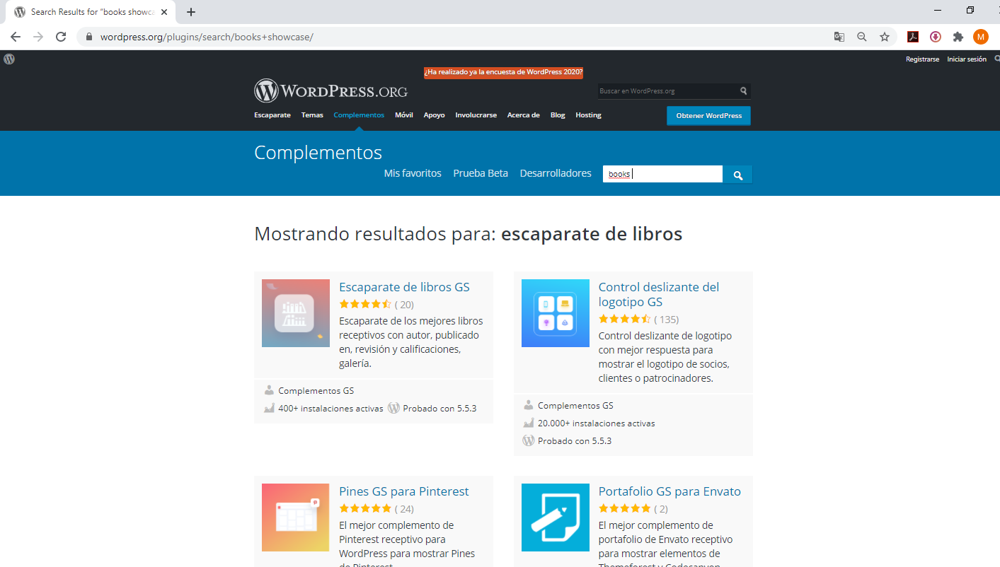 Search Results for "books showca
wordpress.org/plugins/search/books+showcase/
M
Registrarse Iniciar sesión
¿Ha realizado ya la encuesta de WordPress 2020?
WORDPRESS.ORG
Buscar en WordPress.org
Escaparate Temas Complementos Móvil Apoyo Involucrarse Acerca de Blog Hosting
Obtener WordPress
Complementos
Mis favoritos Prueba Beta Desarrolladores
books
Mostrando resultados para: escaparate de libros
Escaparate de libros GS
( 20)
Escaparate de los mejores libros
receptivos con autor, publicado
en, revisión y calificaciones,
galería.
Complementos GS
400+ instalaciones activas
Probado con 5.5.3
Control deslizante del
logotipo GS
( 135)
Control deslizante de logotipo
con mejor respuesta para
mostrar el logotipo de socios,
clientes o patrocinadores.
Complementos GS
20.000+ instalaciones activas
Probado con 5.5.3
Pines GS para Pinterest
( 24)
El mejor complemento de
Pinterest receptivo para
WordPress para mostrar Pines
de Pinterest
Portafolio GS para Envato
( 2)
El mejor complemento de
portafolio de Envato receptivo
para mostrar elementos de
Themeforest y Codecanyon